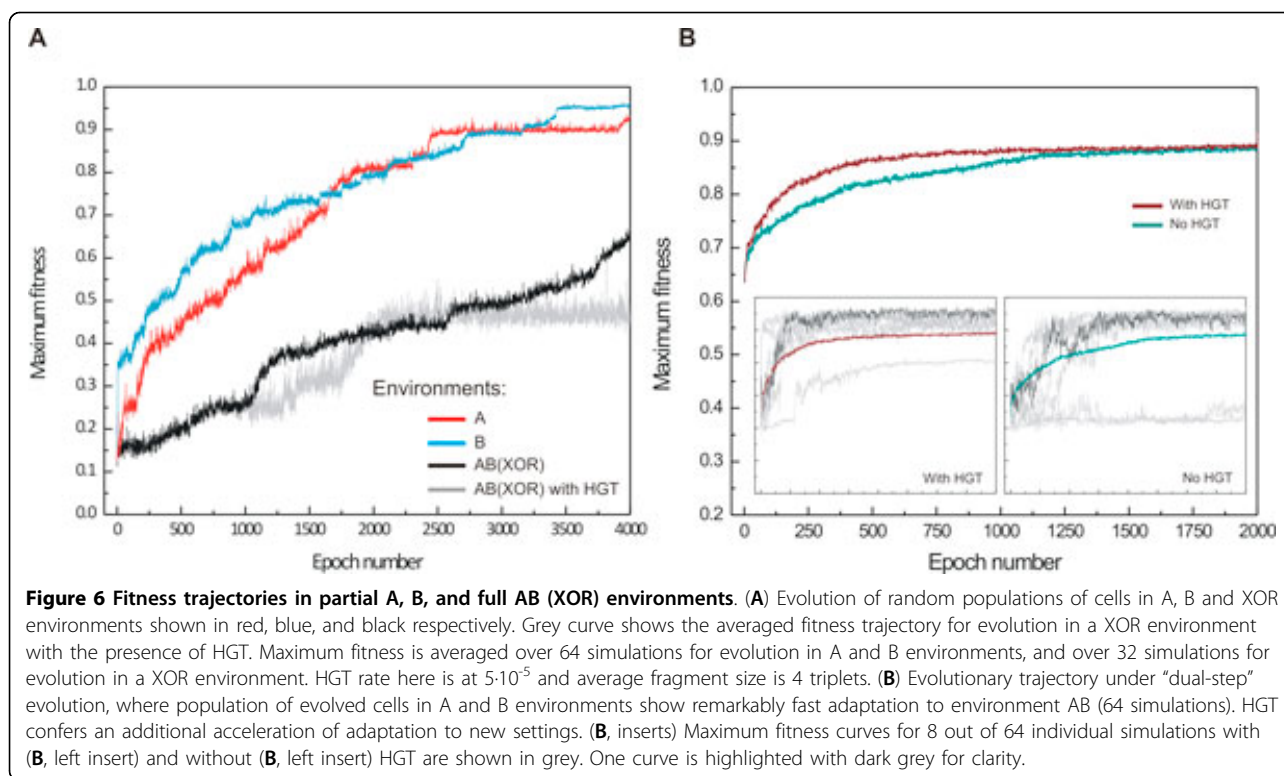 A
B
1.0
0.9
0.8
0.7
0.6
0.5
0.4
0.3
0.2
0.1
0.0
Maximum fitness
0 500 1000 1500 2000 2500 3000 3500 4000
Epoch number
Environments:
A
B
AB(XOR)
AB(XOR) with HGT
1.0
0.9
0.8
0.7
0.6
0.5
0.4
0.3
0.2
Maximum fitness
With HGT
No HGT
With HGT
No HGT
0 250 500 750 1000 1250 1500 1750 2000
Epoch number
Figure 6 Fitness trajectories in partial A, B, and full AB (XOR) environments. (A) Evolution of random populations of cells in A, B and XOR
environments shown in red, blue, and black respectively. Grey curve shows the averaged fitness trajectory for evolution in a XOR environment
with the presence of HGT. Maximum fitness is averaged over 64 simulations for evolution in A and B environments, and over 32 simulations for
evolution in a XOR environment. HGT rate here is at 5·10⁻⁵ and average fragment size is 4 triplets. (B) Evolutionary trajectory under “dual-step”
evolution, where population of evolved cells in A and B environments show remarkably fast adaptation to environment AB (64 simulations). HGT
confers an additional acceleration of adaptation to new settings. (B, inserts) Maximum fitness curves for 8 out of 64 individual simulations with
(B, left insert) and without (B, left insert) HGT are shown in grey. One curve is highlighted with dark grey for clarity.